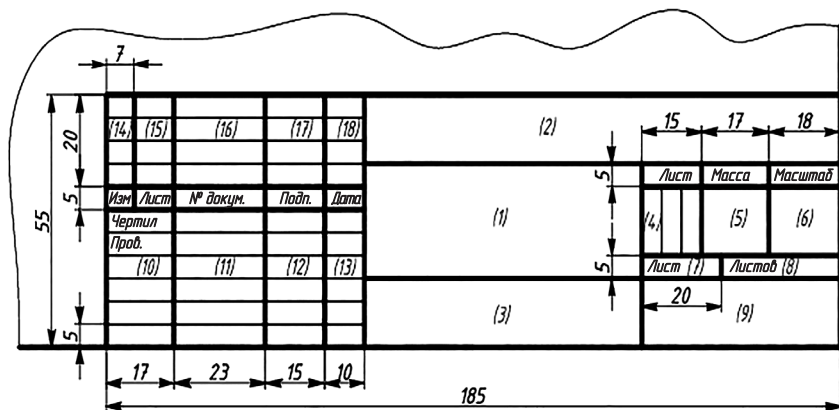 7
(14) (15) (16) (17) (18) (2) 15 17 18
20
5 Лист Масса Масштаб
55
5 Изм Лист № докум. Подп. Дата (1) (4) (5) (6)
Чертил
Пров.
(10) (11) (12) (13) 5 Лист (7) Листов (8)
20
5 (3) (9)
17 23 15 10
185